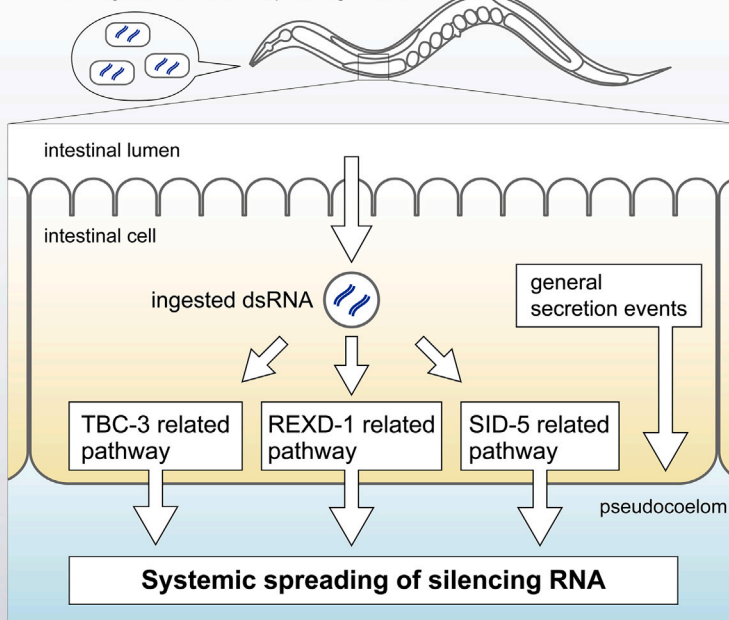 intestinal lumen
intestinal cell
ingested dsRNA
general
secretion events
TBC-3 related
pathway
REXD-1 related
pathway
SID-5 related
pathway
pseudocoelom
Systemic spreading of silencing RNA